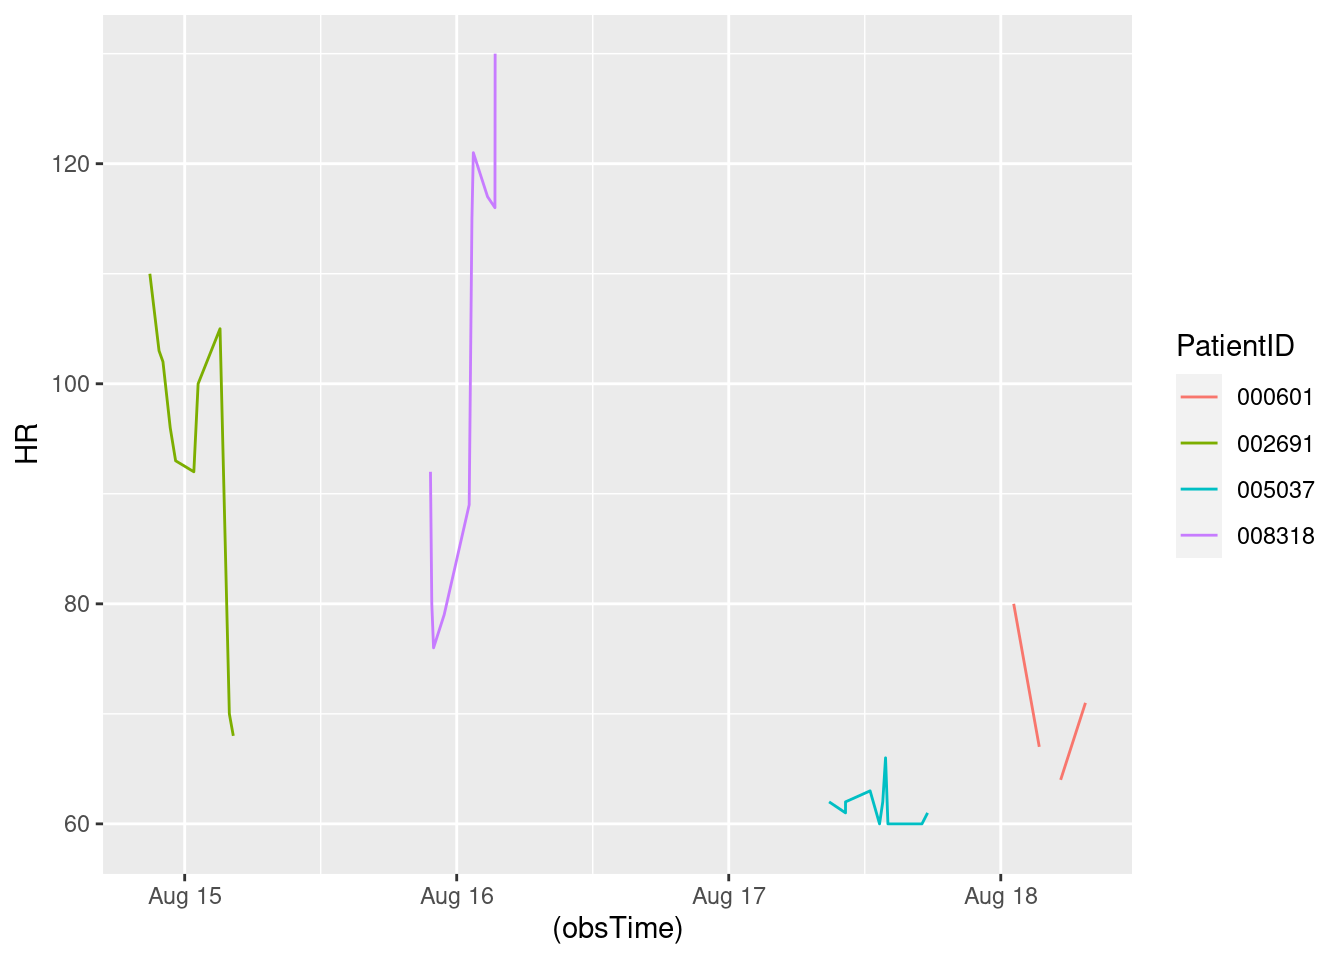 HR
120
100
80
60
Aug 15
Aug 16
Aug 17
Aug 18
(obsTime)
PatientID
000601
002691
005037
008318